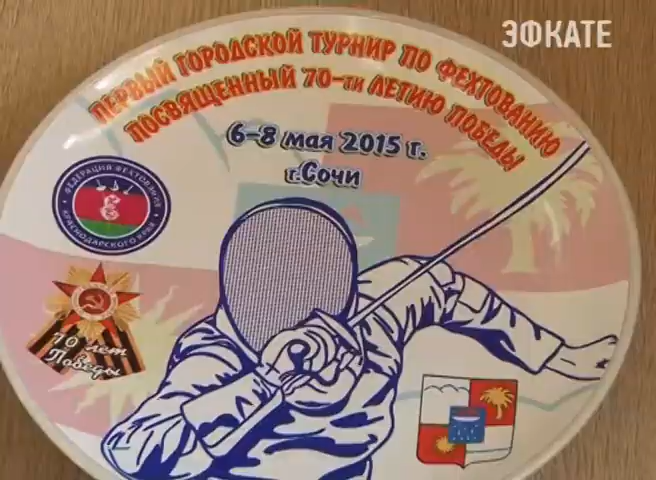 ЭФКАТЕ
ПЕРВЫЙ ГОРОДСКОЙ ТУРНИР ПО ФЕХТОВАНИЮ
ПОСВЯЩЕННЫЙ 70-ти ЛЕТИЮ ПОБЕДЫ
6-8 мая 2015 г.
г.Сочи
ФЕДЕРАЦИЯ ФЕХТОВАНИЯ
КРАСНОДАРСКОГО КРАЯ
70 лет
Победы